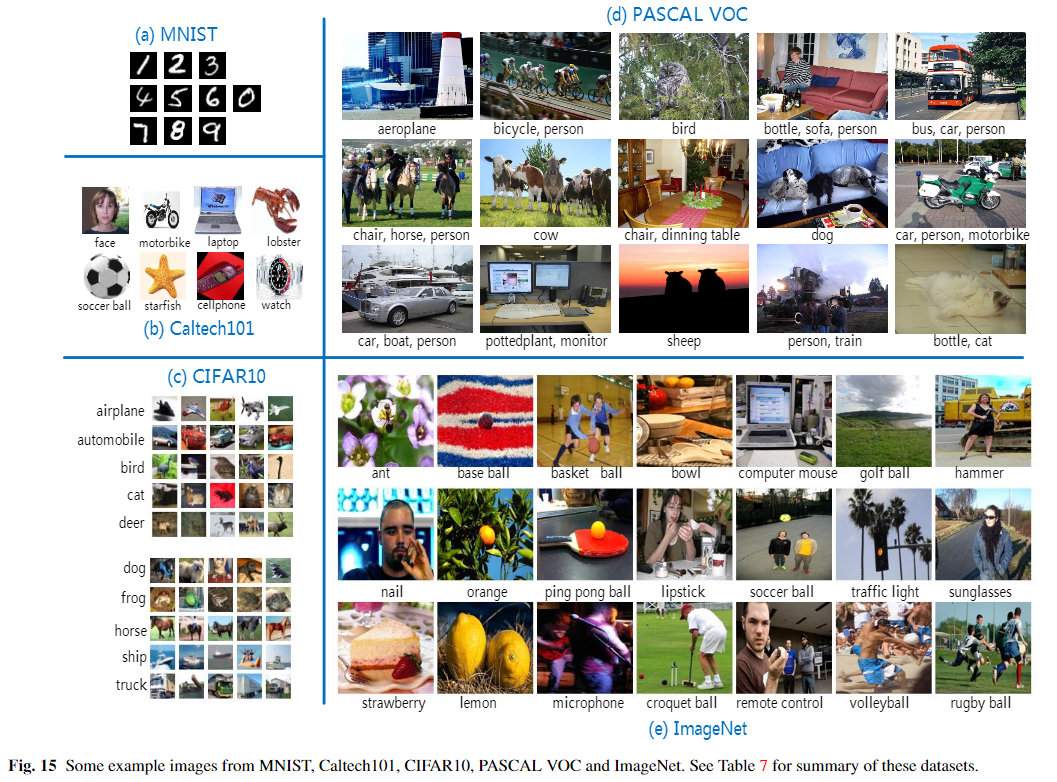 (a) MNIST
1 2 3
4 5 6 0
7 8 9
face motorbike laptop lobster
soccer ball starfish cellphone watch
(b) Caltech101
(c) CIFAR10
airplane
automobile
bird
cat
deer
dog
frog
horse
ship
truck
(d) PASCAL VOC
aeroplane bicycle, person bird bottle, sofa, person bus, car, person
chair, horse, person cow chair, dinning table dog car, person, motorbike
car, boat, person pottedplant, monitor sheep person, train bottle, cat
ant base ball basket ball bowl computer mouse golf ball hammer
nail orange ping pong ball lipstick soccer ball traffic light sunglasses
strawberry lemon microphone croquet ball remote control volleyball rugby ball
(e) ImageNet
Fig. 15 Some example images from MNIST, Caltech101, CIFAR10, PASCAL VOC and ImageNet. See Table 7 for summary of these datasets.